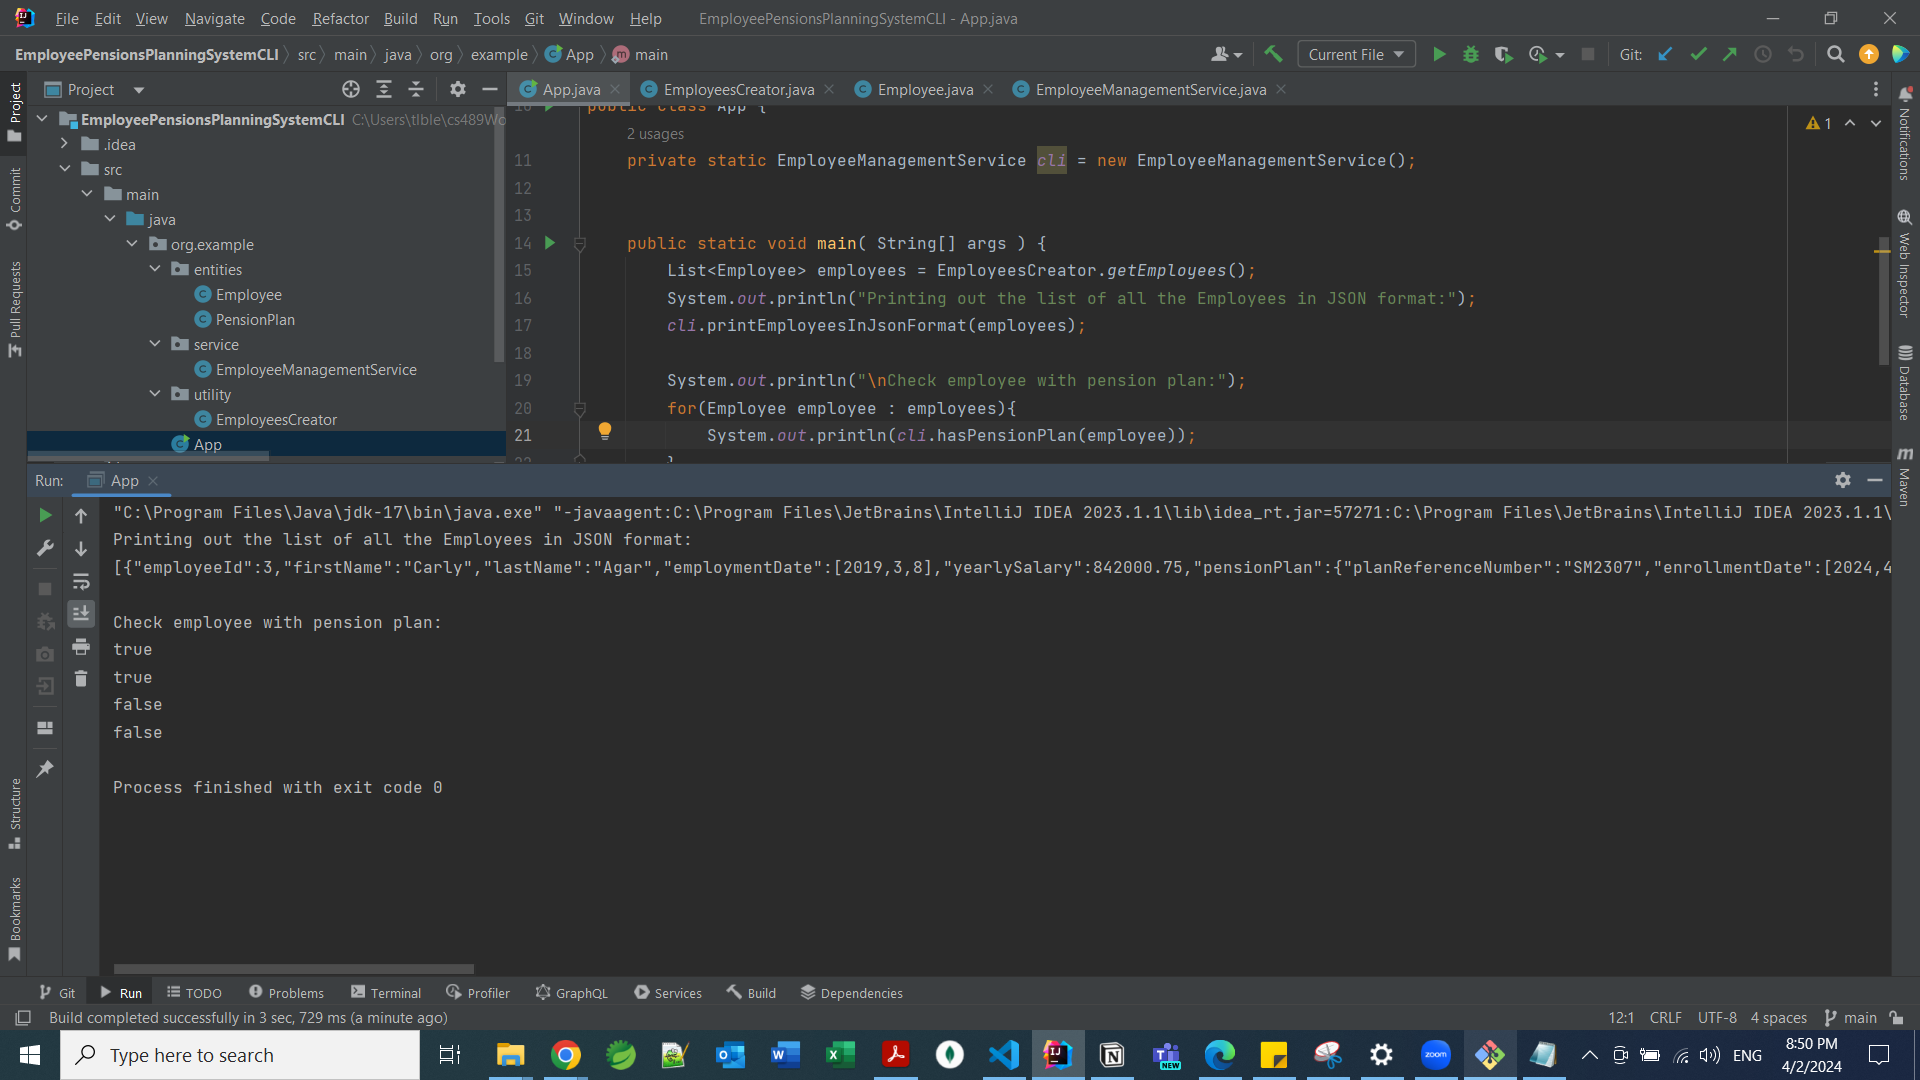 File Edit View Navigate Code Refactor Build Run Tools Git Window Help EmployeePensionsPlanningSystemCLI - App.java
EmployeePensionsPlanningSystemCLI src main java org example App main Current File Git:
Project App.java EmployeesCreator.java Employee.java EmployeeManagementService.java
EmployeePensionsPlanningSystemCLI C:\Users\tlble\cs489Wo
.idea
src
main
java
org.example
entities
Employee
PensionPlan
service
EmployeeManagementService
utility
EmployeesCreator
App
10 public class App {
2 usages
11 private static EmployeeManagementService cli = new EmployeeManagementService();
12
13
14 public static void main( String[] args ) {
15 List<Employee> employees = EmployeesCreator.getEmployees();
16 System.out.println("Printing out the list of all the Employees in JSON format:");
17 cli.printEmployeesInJsonFormat(employees);
18
19 System.out.println("\nCheck employee with pension plan:");
20 for(Employee employee : employees){
21 System.out.println(cli.hasPensionPlan(employee));
22 }
1
Project
Commit
Pull Requests
Structure
Bookmarks
Notifications
Web Inspector
Database
Maven
Run: App
"C:\Program Files\Java\jdk-17\bin\java.exe" "-javaagent:C:\Program Files\JetBrains\IntelliJ IDEA 2023.1.1\lib\idea_rt.jar=57271:C:\Program Files\JetBrains\IntelliJ IDEA 2023.1.1\
Printing out the list of all the Employees in JSON format:
[{"employeeId":3,"firstName":"Carly","lastName":"Agar","employmentDate":[2019,3,8],"yearlySalary":842000.75,"pensionPlan":{"planReferenceNumber":"SM2307","enrollmentDate":[2024,4
Check employee with pension plan:
true
true
false
false
Process finished with exit code 0
Git Run TODO Problems Terminal Profiler GraphQL Services Build Dependencies
Build completed successfully in 3 sec, 729 ms (a minute ago) 12:1 CRLF UTF-8 4 spaces main
Type here to search ENG 8:50 PM
4/2/2024